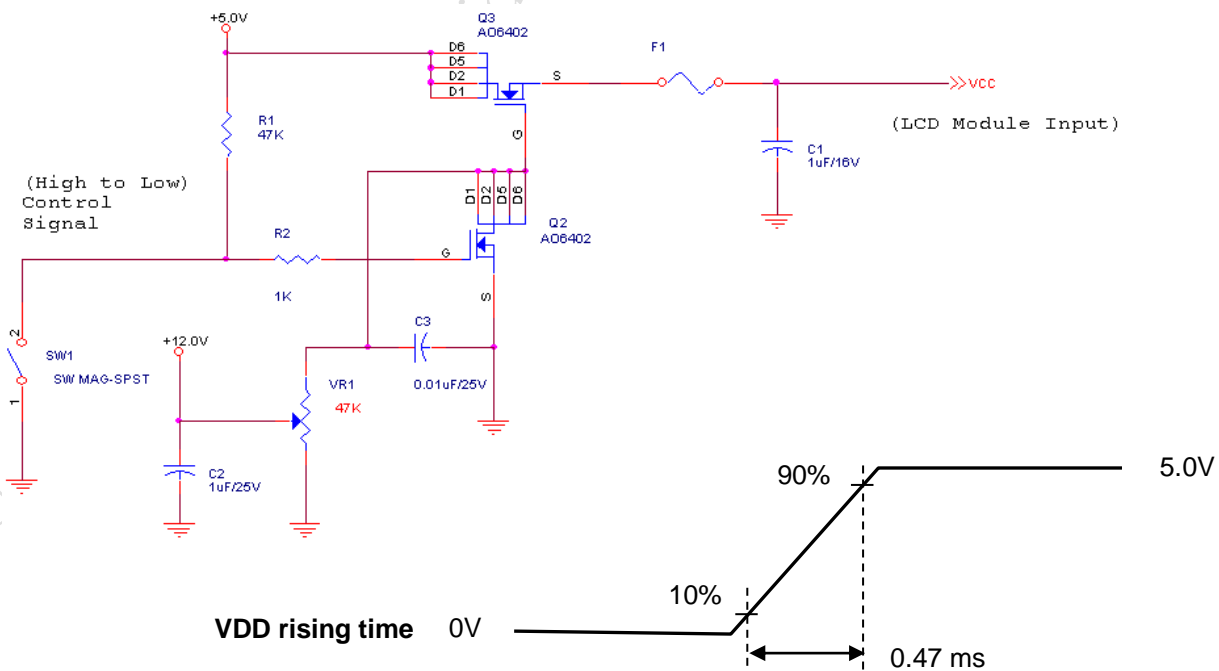 +5.0V
Q3
AO6402
D6
D5
D2
D1
S
G
F1
VCC
(LCD Module Input)
C1
1uF/16V
R1
47K
(High to Low)
Control
Signal
D1
D2
D5
D6
Q2
AO6402
R2
1K
G
S
C3
0.01uF/25V
2
SW1
SW MAG-SPST
1
+12.0V
VR1
47K
C2
1uF/25V
90%
5.0V
10%
VDD rising time 0V
0.47 ms